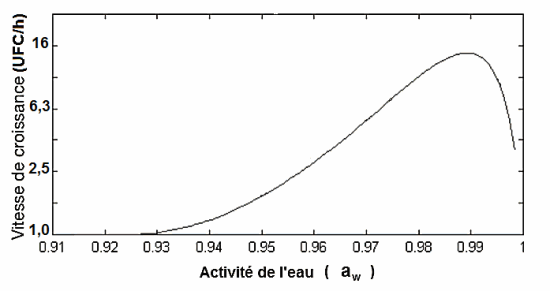 Vitesse de croissance (UFC/h)
16
6,3
2,5
1,0
0.91 0.92 0.93 0.94 0.95 0.96 0.97 0.98 0.99 1
Activité de l'eau ( aw )